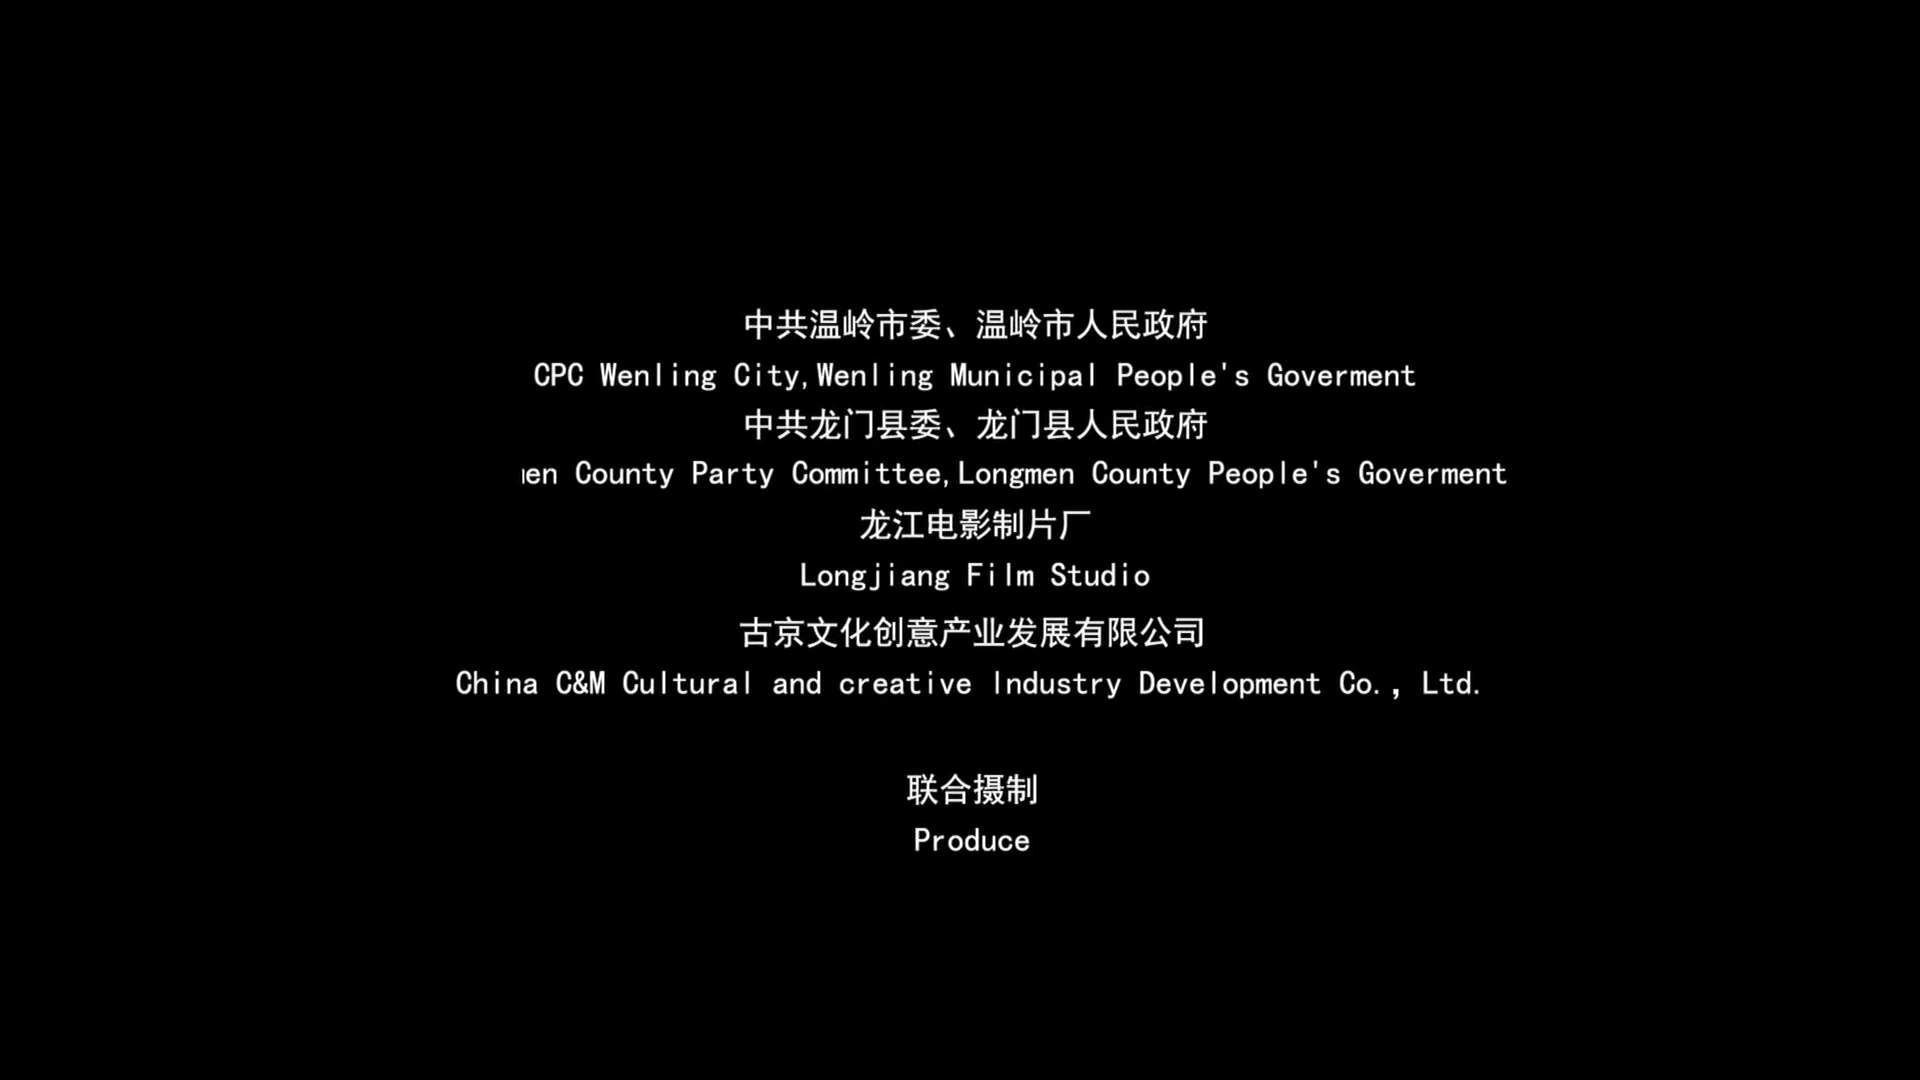 中共温岭市委、温岭市人民政府
CPC Wenling City,Wenling Municipal People's Goverment
中共龙门县委、龙门县人民政府
County Party Committee,Longmen County People's Goverment
龙江电影制片厂
Longjiang Film Studio
古京文化创意产业发展有限公司
China C&M Cultural and creative Industry Development Co., Ltd.
联合摄制
Produce